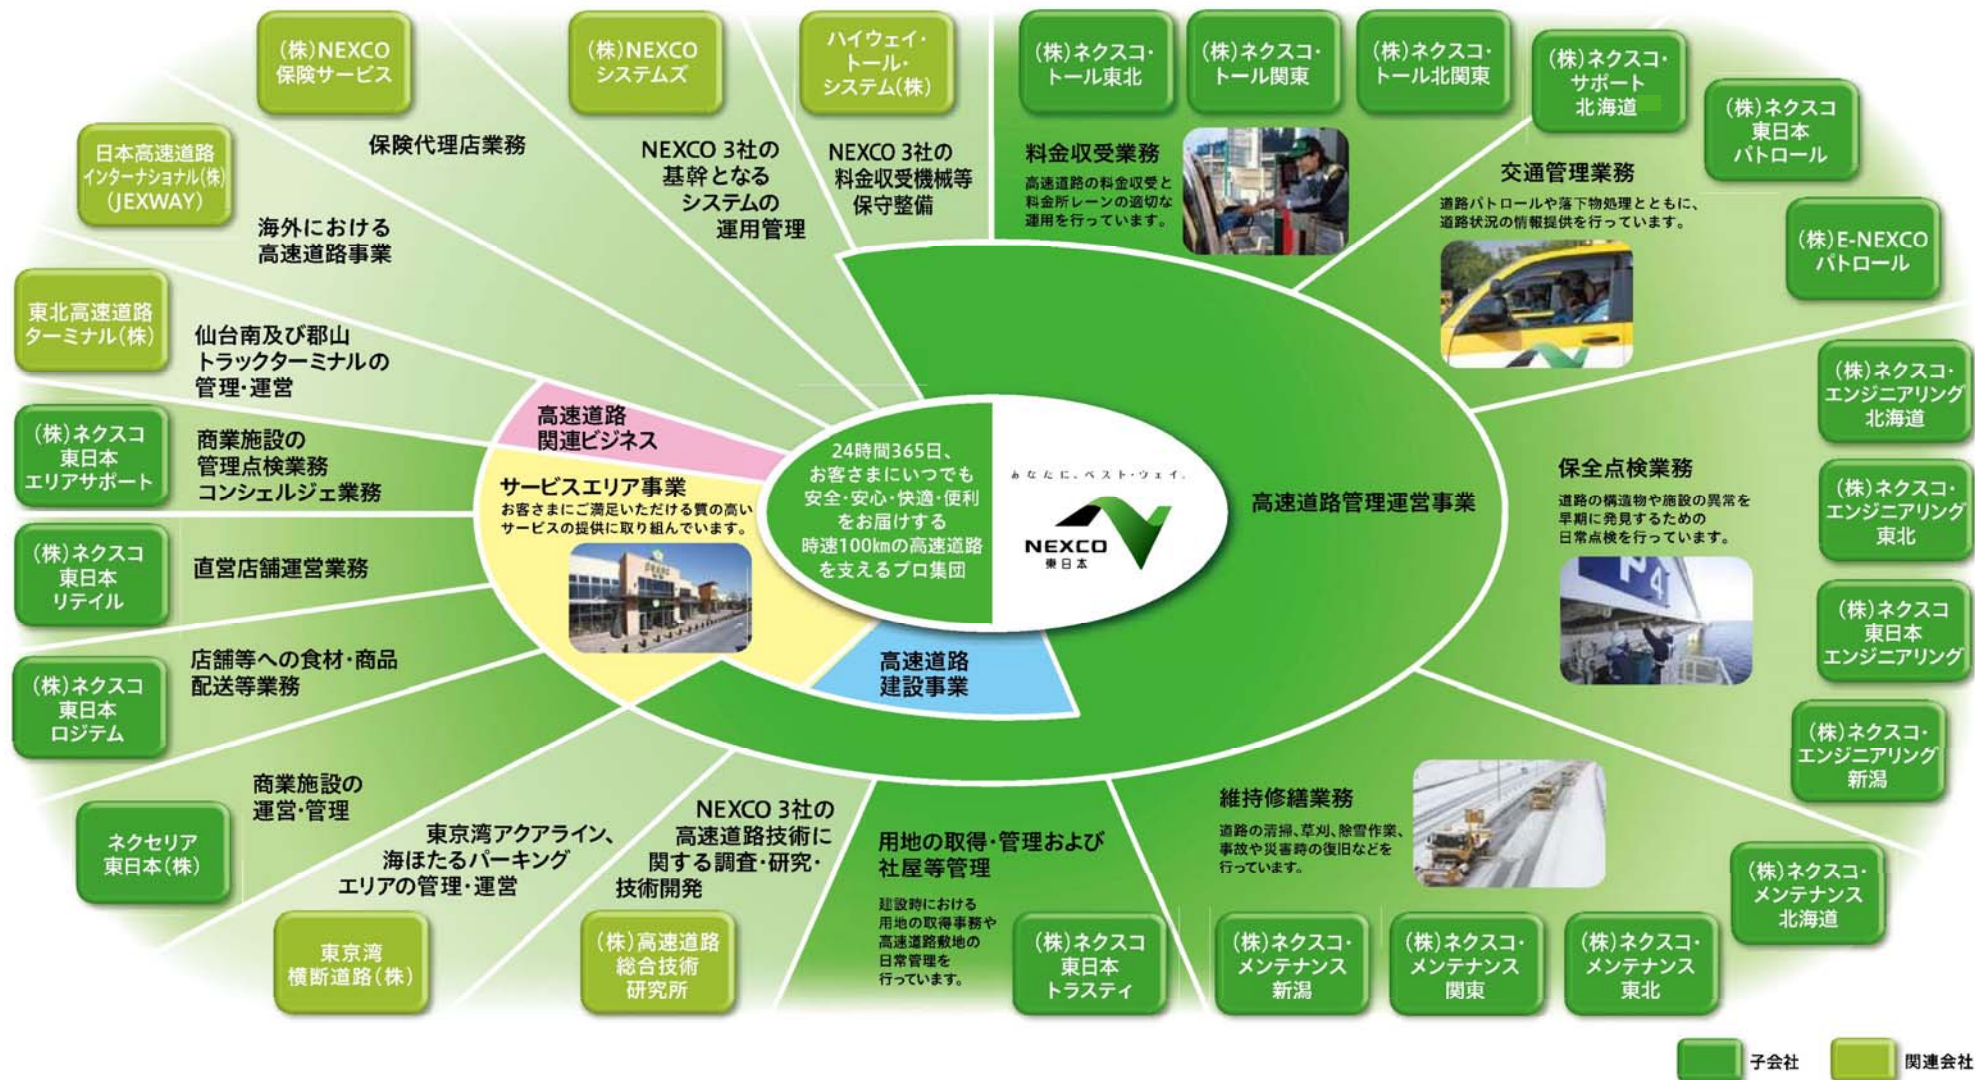 (株)NEXCO
保険サービス
保険代理店業務
(株)NEXCO
システムズ
NEXCO 3社の
基幹となる
システムの
運用管理
ハイウェイ・
トール・
システム(株)
NEXCO 3社の
料金収受機械等
保守整備
(株)ネクスコ・
トール東北
(株)ネクスコ・
トール関東
(株)ネクスコ・
トール北関東
料金収受業務
高速道路の料金収受と
料金所レーンの適切な
運用を行っています。
(株)ネクスコ・
サポート
北海道
(株)ネクスコ
東日本
パトロール
(株)E-NEXCO
パトロール
交通管理業務
道路パトロールや落下物処理とともに、
道路状況の情報提供を行っています。
(株)ネクスコ・
エンジニアリング
北海道
(株)ネクスコ・
エンジニアリング
東北
(株)ネクスコ
東日本
エンジニアリング
(株)ネクスコ・
エンジニアリング
新潟
保全点検業務
道路の構造物や施設の異常を
早期に発見するための
日常点検を行っています。
P4
維持修繕業務
道路の清掃、草刈、除雪作業、
事故や災害時の復旧などを
行っています。
(株)ネクスコ・
メンテナンス
北海道
(株)ネクスコ・
メンテナンス
東北
(株)ネクスコ・
メンテナンス
関東
(株)ネクスコ・
メンテナンス
新潟
用地の取得・管理および
社屋等管理
建設時における
用地の取得事務や
高速道路敷地の
日常管理を
行っています。
(株)ネクスコ
東日本
トラスティ
NEXCO 3社の
高速道路技術に
関する調査・研究・
技術開発
(株)高速道路
総合技術
研究所
東京湾アクアライン、
海ほたるパーキング
エリアの管理・運営
東京湾
横断道路(株)
商業施設の
運営・管理
ネクセリア
東日本(株)
店舗等への食材・商品
配送等業務
(株)ネクスコ
東日本
ロジテム
直営店舗運営業務
(株)ネクスコ
東日本
リテイル
商業施設の
管理点検業務
コンシェルジェ業務
(株)ネクスコ
東日本
エリアサポート
仙台南及び郡山
トラックターミナルの
管理・運営
東北高速道路
ターミナル(株)
海外における
高速道路事業
日本高速道路
インターナショナル(株)
(JEXWAY)
高速道路
関連ビジネス
サービスエリア事業
お客さまにご満足いただける質の高い
サービスの提供に取り組んでいます。
高速道路
建設事業
高速道路管理運営事業
24時間365日、
お客さまにいつでも
安全・安心・快適・便利
をお届けする
時速100kmの高速道路
を支えるプロ集団
あなたに、ベスト・ウェイ。
NEXCO
東日本
子会社
関連会社